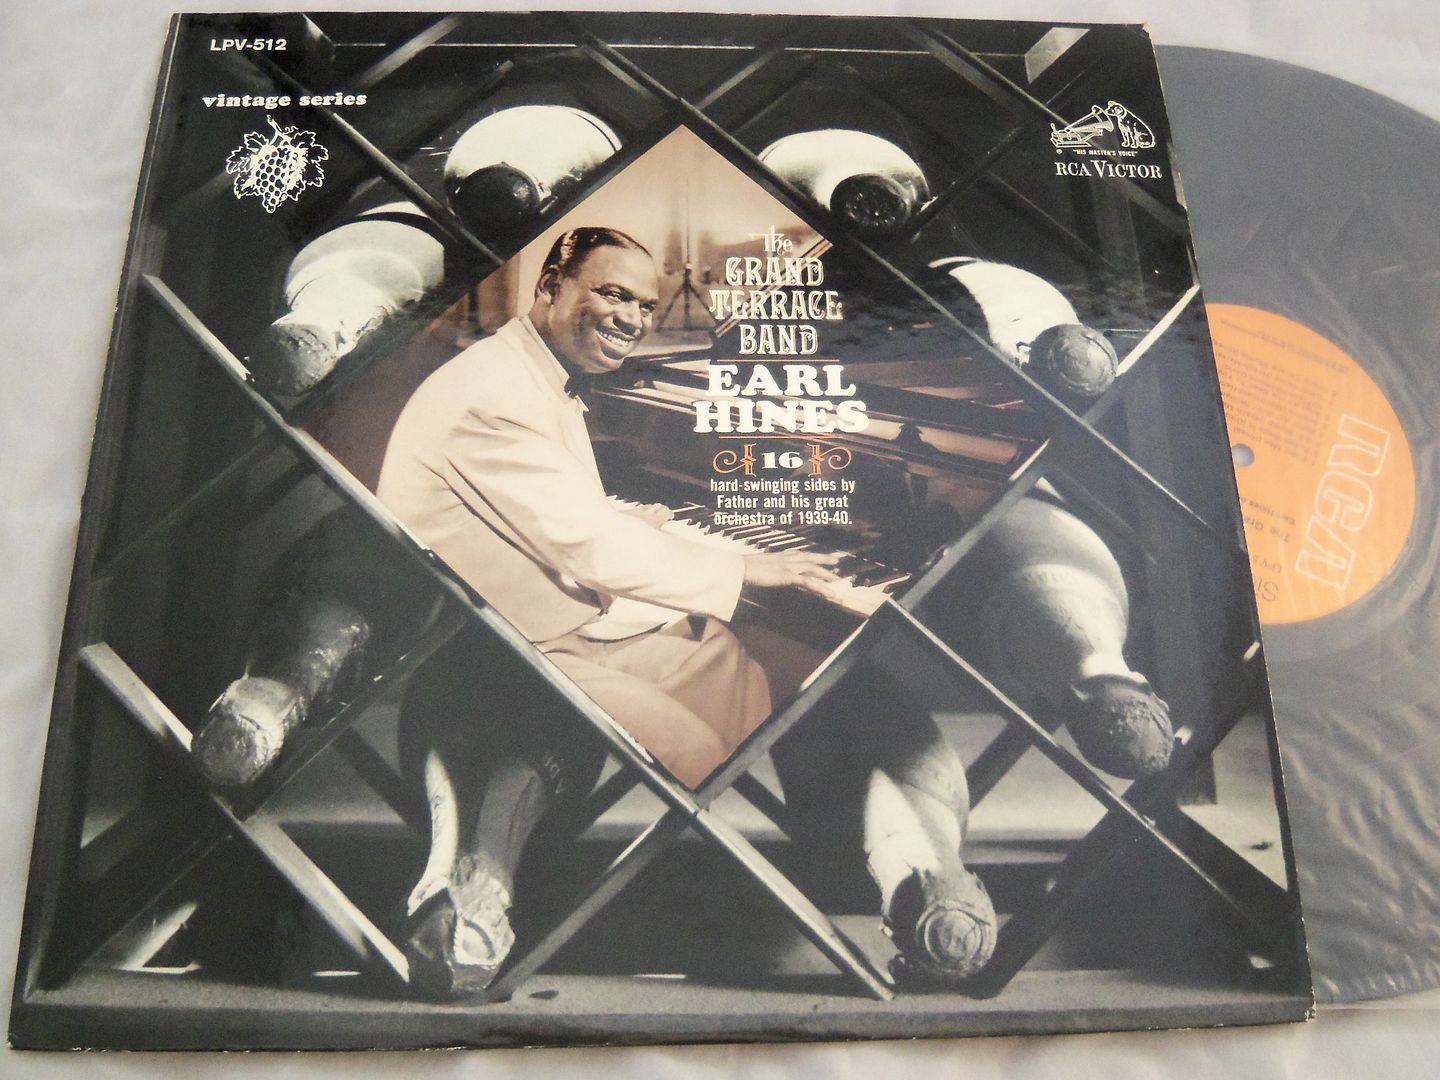 LPV-512
vintage series
"HIS MASTER'S VOICE"
RCA VICTOR
The
GRAND
TERRACE
BAND
EARL
HINES
16
hard-swinging sides by
Father and his great
orchestra of 1939-40.
RCA